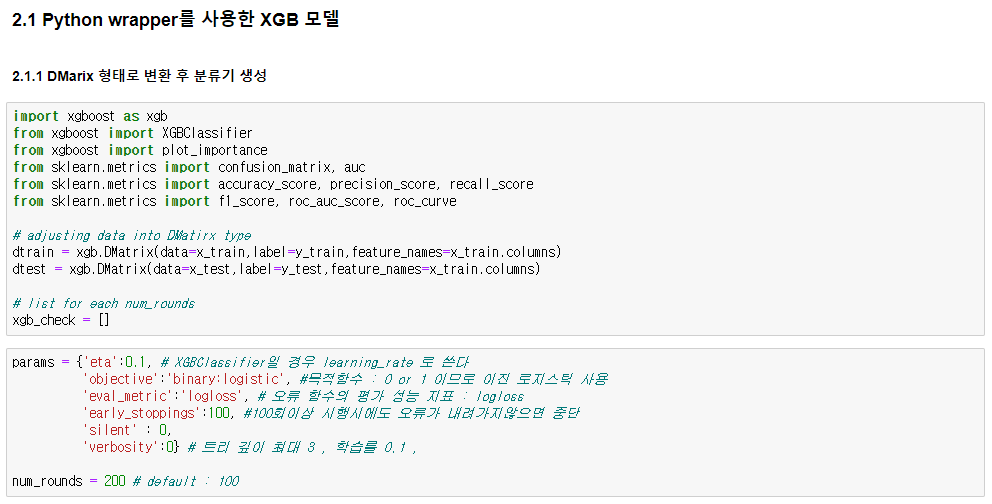 2.1 Python wrapper를 사용한 XGB 모델
2.1.1 DMarix 형태로 변환 후 분류기 생성
import xgboost as xgb
from xgboost import XGBClassifier
from xgboost import plot_importance
from sklearn.metrics import confusion_matrix, auc
from sklearn.metrics import accuracy_score, precision_score, recall_score
from sklearn.metrics import f1_score, roc_auc_score, roc_curve
# adjusting data into DMatirx type
dtrain = xgb.DMatrix(data=x_train,label=y_train,feature_names=x_train.columns)
dtest = xgb.DMatrix(data=x_test,label=y_test,feature_names=x_train.columns)
# list for each num_rounds
xgb_check = []
params = {'eta':0.1, # XGBClassifier일 경우 learning_rate 로 쓴다
'objective':'binary:logistic', #목적함수 : 0 or 1 이므로 이진 로지스틱 사용
'eval_metric':'logloss', # 오류 함수의 평가 성능 지표 : logloss
'early_stoppings':100, #100회이상 시행시에도 오류가 내려가지않으면 중단
'silent' : 0,
'verbosity':0} # 트리 깊이 최대 3 , 학습률 0.1 ,
num_rounds = 200 # default : 100